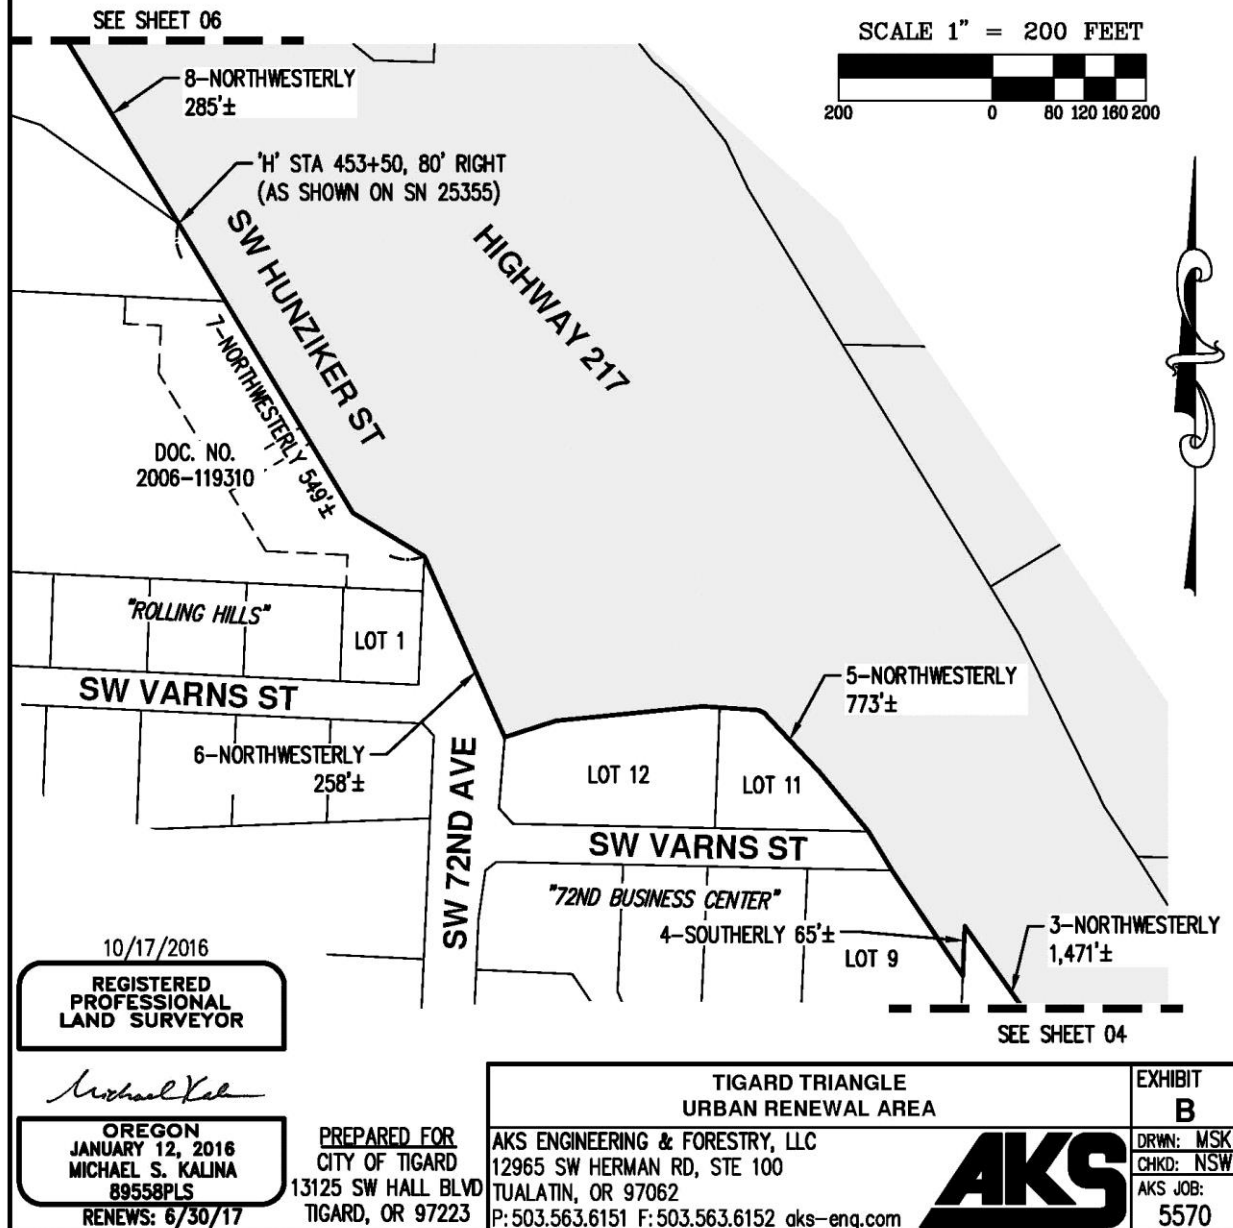 SEE SHEET 06
SCALE 1" = 200 FEET
200 0 80 120 160 200
8-NORTHWESTERLY
285'±
'H' STA 453+50, 80' RIGHT
(AS SHOWN ON SN 25355)
SW HUNZIKER ST
HIGHWAY 217
7-NORTHWESTERLY 549'±
DOC. NO.
2006-119310
"ROLLING HILLS"
LOT 1
SW VARNS ST
5-NORTHWESTERLY
773'±
6-NORTHWESTERLY
258'±
SW 72ND AVE
LOT 12
LOT 11
SW VARNS ST
"72ND BUSINESS CENTER"
4-SOUTHERLY 65'±
LOT 9
3-NORTHWESTERLY
1,471'±
SEE SHEET 04
10/17/2016
REGISTERED
PROFESSIONAL
LAND SURVEYOR
Michael Kalina
OREGON
JANUARY 12, 2016
MICHAEL S. KALINA
89558PLS
RENEWS: 6/30/17
PREPARED FOR
CITY OF TIGARD
13125 SW HALL BLVD
TIGARD, OR 97223
TIGARD TRIANGLE
URBAN RENEWAL AREA
AKS ENGINEERING & FORESTRY, LLC
12965 SW HERMAN RD, STE 100
TUALATIN, OR 97062
P: 503.563.6151 F: 503.563.6152 aks-eng.com
AKS
EXHIBIT
B
DRWN: MSK
CHKD: NSW
AKS JOB:
5570